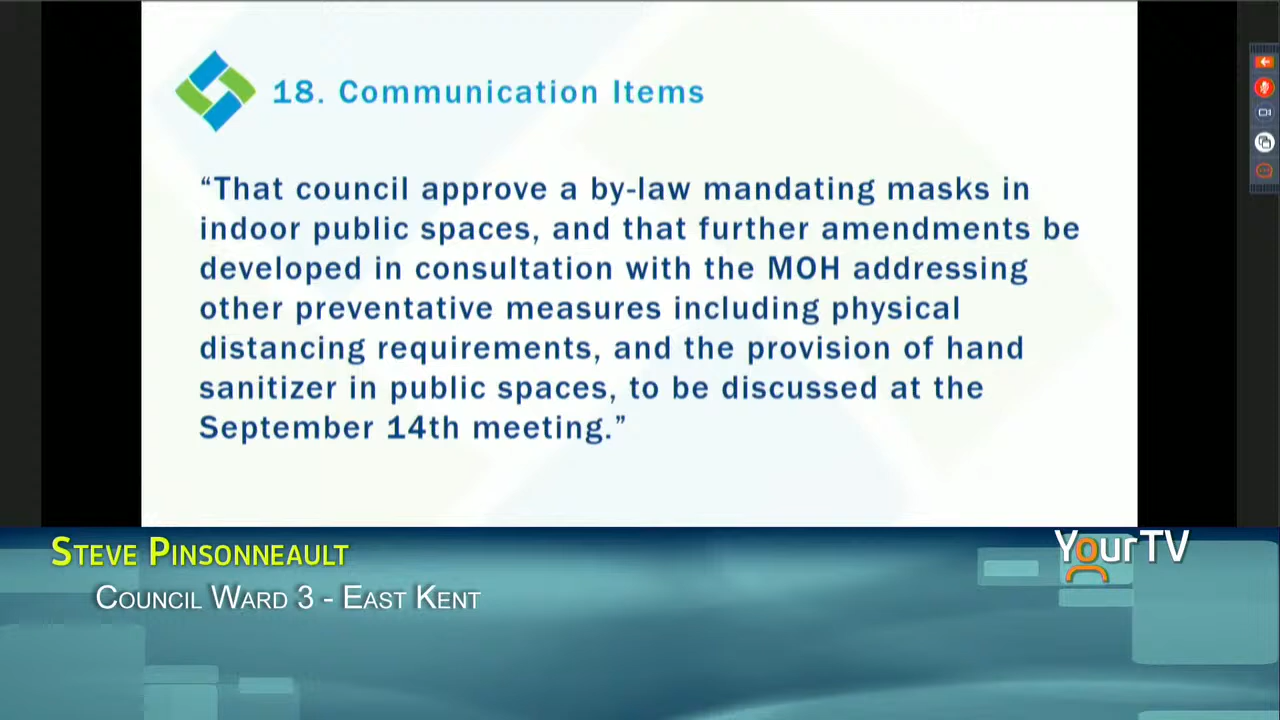 18. Communication Items
“That council approve a by-law mandating masks in
indoor public spaces, and that further amendments be
developed in consultation with the MOH addressing
other preventative measures including physical
distancing requirements, and the provision of hand
sanitizer in public spaces, to be discussed at the
September 14th meeting.”
STEVE PINSONNEAULT
COUNCIL WARD 3 - EAST KENT
YourTV